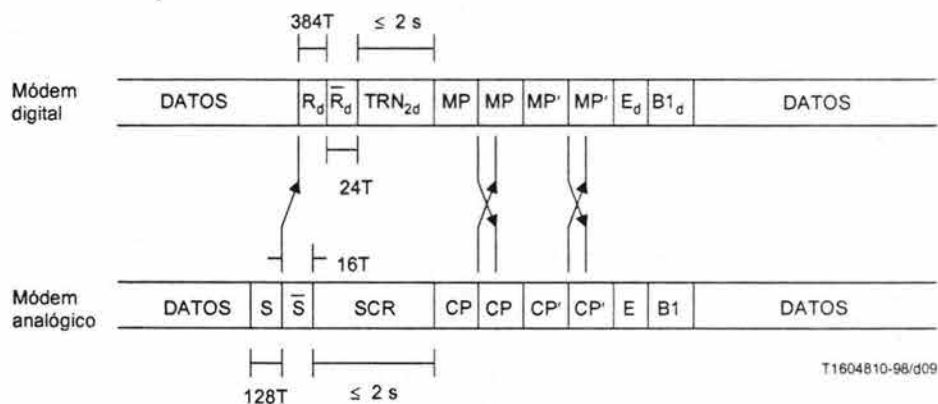 384T
≤ 2 s
Módem
digital
DATOS R_d R̅_d TRN_2d MP MP MP' MP' E_d B1_d DATOS
24T
16T
Módem
analógico
DATOS S S̅ SCR CP CP CP' CP' E B1 DATOS
128T
≤ 2 s
T1604810-98/d09